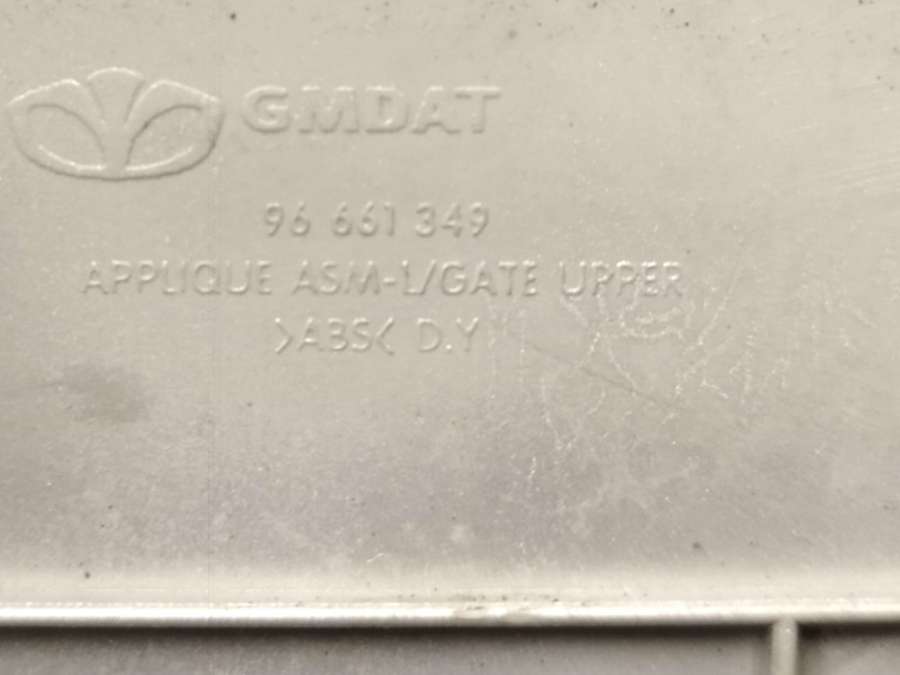 GMDAT
96 661 349
APPLIQUE ASM-L/GATE UPPER
>ABS< D.Y